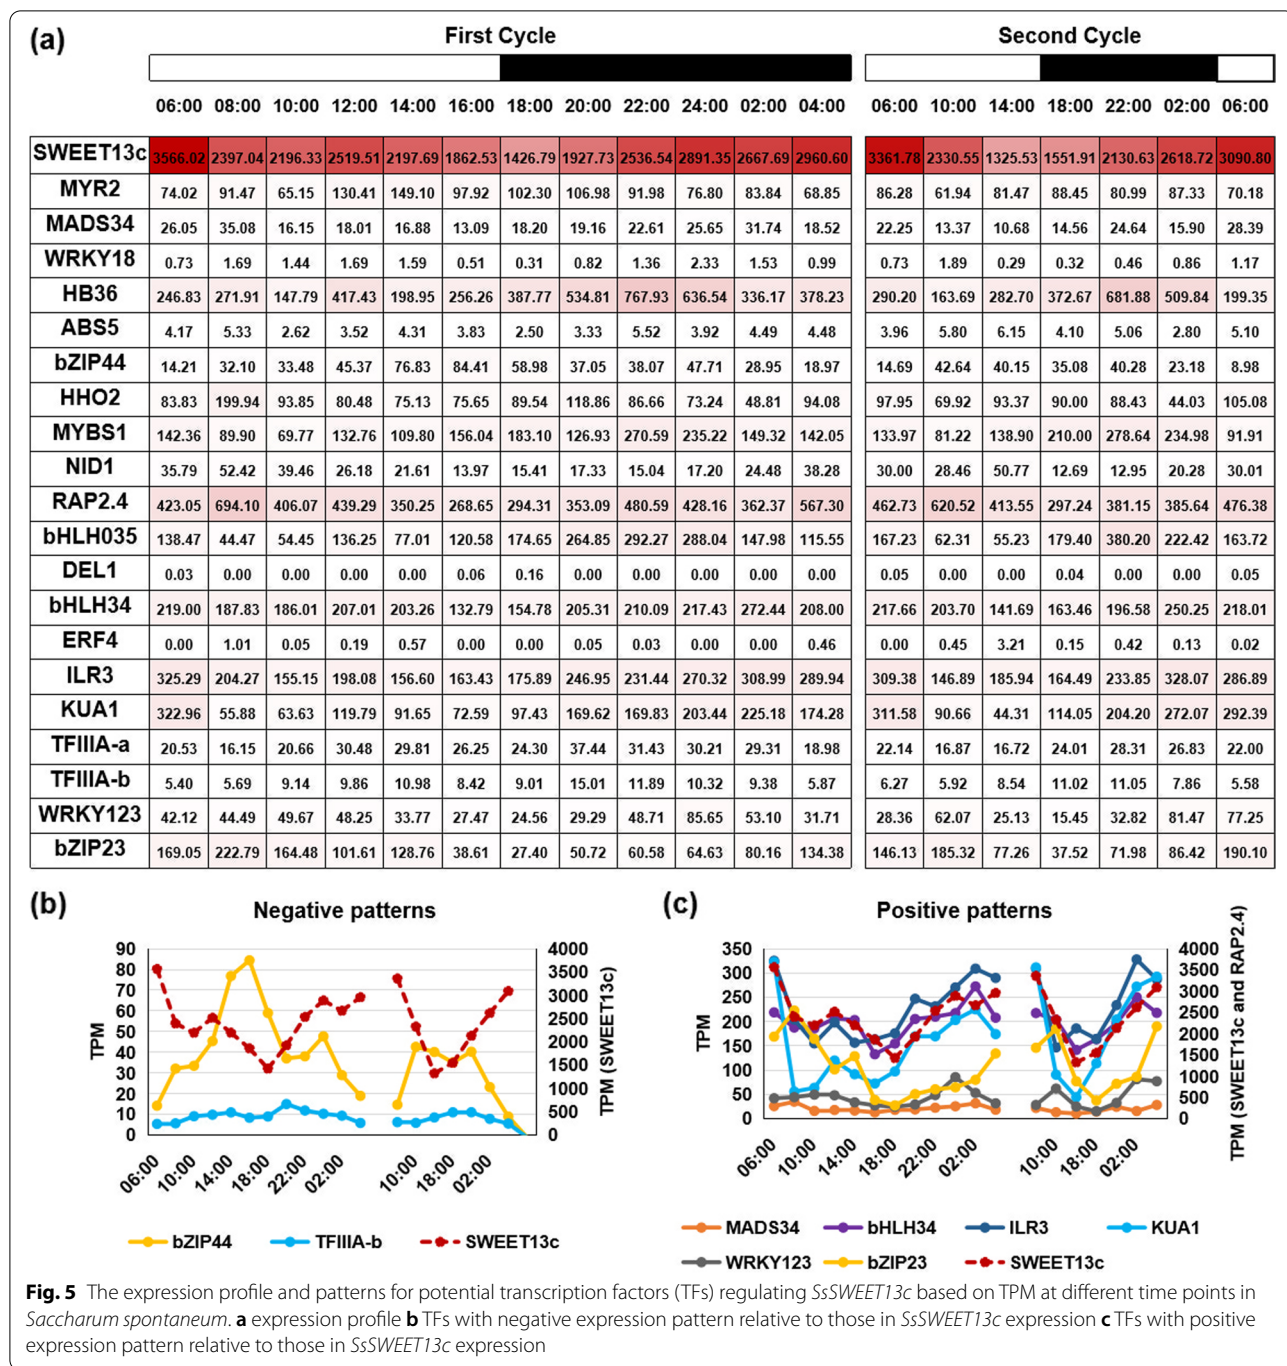 (a)
First Cycle Second Cycle
06:00 08:00 10:00 12:00 14:00 16:00 18:00 20:00 22:00 24:00 02:00 04:00 06:00 10:00 14:00 18:00 22:00 02:00 06:00
SWEET13c 3566.02 2397.04 2196.33 2519.51 2197.69 1862.53 1426.79 1927.73 2536.54 2891.35 2667.69 2960.60 3361.78 2330.55 1325.53 1551.91 2130.63 2618.72 3090.80
MYR2 74.02 91.47 65.15 130.41 149.10 97.92 102.30 106.98 91.98 76.80 83.84 68.85 86.28 61.94 81.47 88.45 80.99 87.33 70.18
MADS34 26.05 35.08 16.15 18.01 16.88 13.09 18.20 19.16 22.61 25.65 31.74 18.52 22.25 13.37 10.68 14.56 24.64 15.90 28.39
WRKY18 0.73 1.69 1.44 1.69 1.59 0.51 0.31 0.82 1.36 2.33 1.53 0.99 0.73 1.89 0.29 0.32 0.46 0.86 1.17
HB36 246.83 271.91 147.79 417.43 198.95 256.26 387.77 534.81 767.93 636.54 336.17 378.23 290.20 163.69 282.70 372.67 681.88 509.84 199.35
ABS5 4.17 5.33 2.62 3.52 4.31 3.83 2.50 3.33 5.52 3.92 4.49 4.48 3.96 5.80 6.15 4.10 5.06 2.80 5.10
bZIP44 14.21 32.10 33.48 45.37 76.83 84.41 58.98 37.05 38.07 47.71 28.95 18.97 14.69 42.64 40.15 35.08 40.28 23.18 8.98
HHO2 83.83 199.94 93.85 80.48 75.13 75.65 89.54 118.86 86.66 73.24 48.81 94.08 97.95 69.92 93.37 90.00 88.43 44.03 105.08
MYBS1 142.36 89.90 69.77 132.76 109.80 156.04 183.10 126.93 270.59 235.22 149.32 142.05 133.97 81.22 138.90 210.00 278.64 234.98 91.91
NID1 35.79 52.42 39.46 26.18 21.61 13.97 15.41 17.33 15.04 17.20 24.48 38.28 30.00 28.46 50.77 12.69 12.95 20.28 30.01
RAP2.4 423.05 694.10 406.07 439.29 350.25 268.65 294.31 353.09 480.59 428.16 362.37 567.30 462.73 620.52 413.55 297.24 381.15 385.64 476.38
bHLH035 138.47 44.47 54.45 136.25 77.01 120.58 174.65 264.85 292.27 288.04 147.98 115.55 167.23 62.31 55.23 179.40 380.20 222.42 163.72
DEL1 0.03 0.00 0.00 0.00 0.00 0.06 0.16 0.00 0.00 0.00 0.00 0.00 0.05 0.00 0.00 0.04 0.00 0.00 0.05
bHLH34 219.00 187.83 186.01 207.01 203.26 132.79 154.78 205.31 210.09 217.43 272.44 208.00 217.66 203.70 141.69 163.46 196.58 250.25 218.01
ERF4 0.00 1.01 0.05 0.19 0.57 0.00 0.00 0.05 0.03 0.00 0.00 0.46 0.00 0.45 3.21 0.15 0.42 0.13 0.02
ILR3 325.29 204.27 155.15 198.08 156.60 163.43 175.89 246.95 231.44 270.32 308.99 289.94 309.38 146.89 185.94 164.49 233.85 328.07 286.89
KUA1 322.96 55.88 63.63 119.79 91.65 72.59 97.43 169.62 169.83 203.44 225.18 174.28 311.58 90.66 44.31 114.05 204.20 272.07 292.39
TFIIIA-a 20.53 16.15 20.66 30.48 29.81 26.25 24.30 37.44 31.43 30.21 29.31 18.98 22.14 16.87 16.72 24.01 28.31 26.83 22.00
TFIIIA-b 5.40 5.69 9.14 9.86 10.98 8.42 9.01 15.01 11.89 10.32 9.38 5.87 6.27 5.92 8.54 11.02 11.05 7.86 5.58
WRKY123 42.12 44.49 49.67 48.25 33.77 27.47 24.56 29.29 48.71 85.65 53.10 31.71 28.36 62.07 25.13 15.45 32.82 81.47 77.25
bZIP23 169.05 222.79 164.48 101.61 128.76 38.61 27.40 50.72 60.58 64.63 80.16 134.38 146.13 185.32 77.26 37.52 71.98 86.42 190.10
(b) Negative patterns
90 80 70 60 50 40 30 20 10 0
TPM
4000 3500 3000 2500 2000 1500 1000 500 0
TPM (SWEET13c)
06:00 10:00 14:00 18:00 22:00 02:00 10:00 18:00 02:00
bZIP44 TFIIIA-b SWEET13c
(c) Positive patterns
350 300 250 200 150 100 50 0
TPM
4000 3500 3000 2500 2000 1500 1000 500 0
TPM (SWEET13c and RAP2.4)
06:00 10:00 14:00 18:00 22:00 02:00 10:00 18:00 02:00
MADS34 bHLH34 ILR3 KUA1
WRKY123 bZIP23 SWEET13c
Fig. 5 The expression profile and patterns for potential transcription factors (TFs) regulating SsSWEET13c based on TPM at different time points in
Saccharum spontaneum. a expression profile b TFs with negative expression pattern relative to those in SsSWEET13c expression c TFs with positive
expression pattern relative to those in SsSWEET13c expression